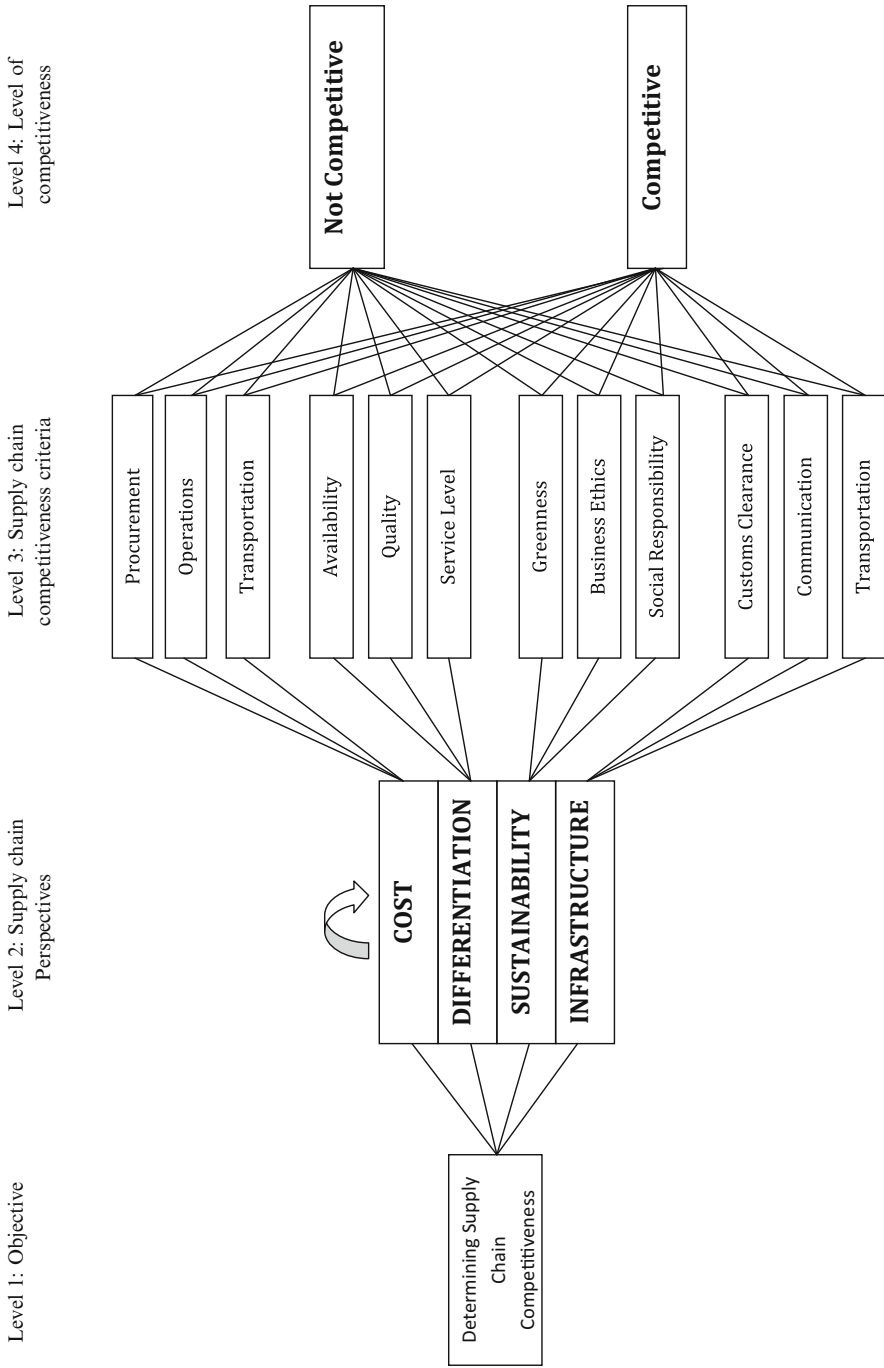 Level 1: Objective
Level 2: Supply chain
Perspectives
Level 3: Supply chain
competitiveness criteria
Level 4: Level of
competitiveness
Determining Supply
Chain
Competitiveness
COST
DIFFERENTIATION
SUSTAINABILITY
INFRASTRUCTURE
Procurement
Operations
Transportation
Availability
Quality
Service Level
Greenness
Business Ethics
Social Responsibility
Customs Clearance
Communication
Transportation
Not Competitive
Competitive